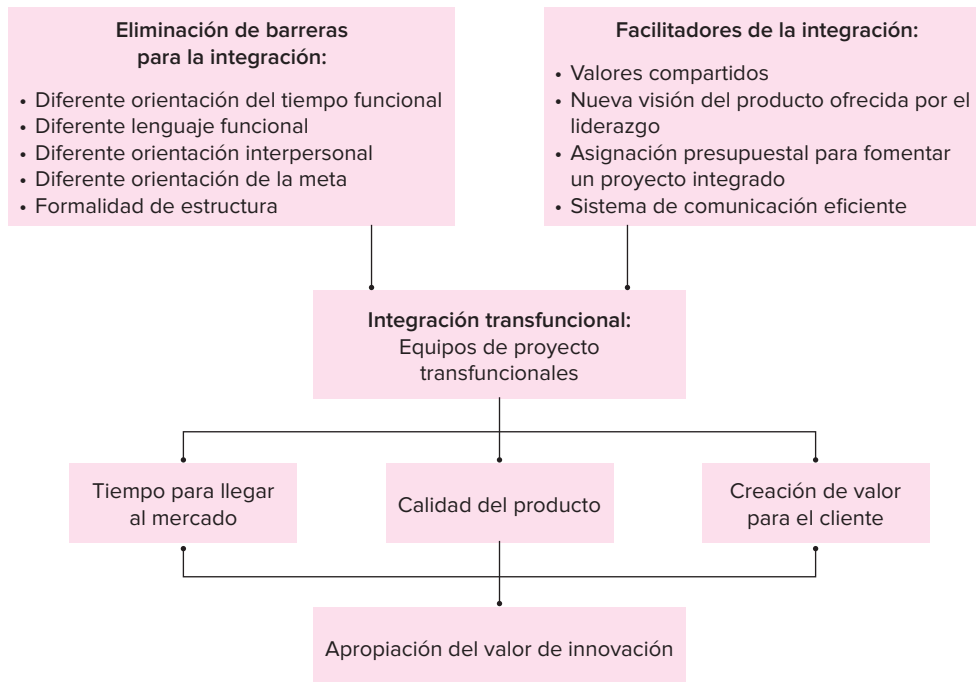 Eliminación de barreras
para la integración:
• Diferente orientación del tiempo funcional
• Diferente lenguaje funcional
• Diferente orientación interpersonal
• Diferente orientación de la meta
• Formalidad de estructura
Facilitadores de la integración:
• Valores compartidos
• Nueva visión del producto ofrecida por el
liderazgo
• Asignación presupuestal para fomentar
un proyecto integrado
• Sistema de comunicación eficiente
Integración transfuncional:
Equipos de proyecto
transfuncionales
Tiempo para llegar
al mercado
Calidad del producto
Creación de valor
para el cliente
Apropiación del valor de innovación